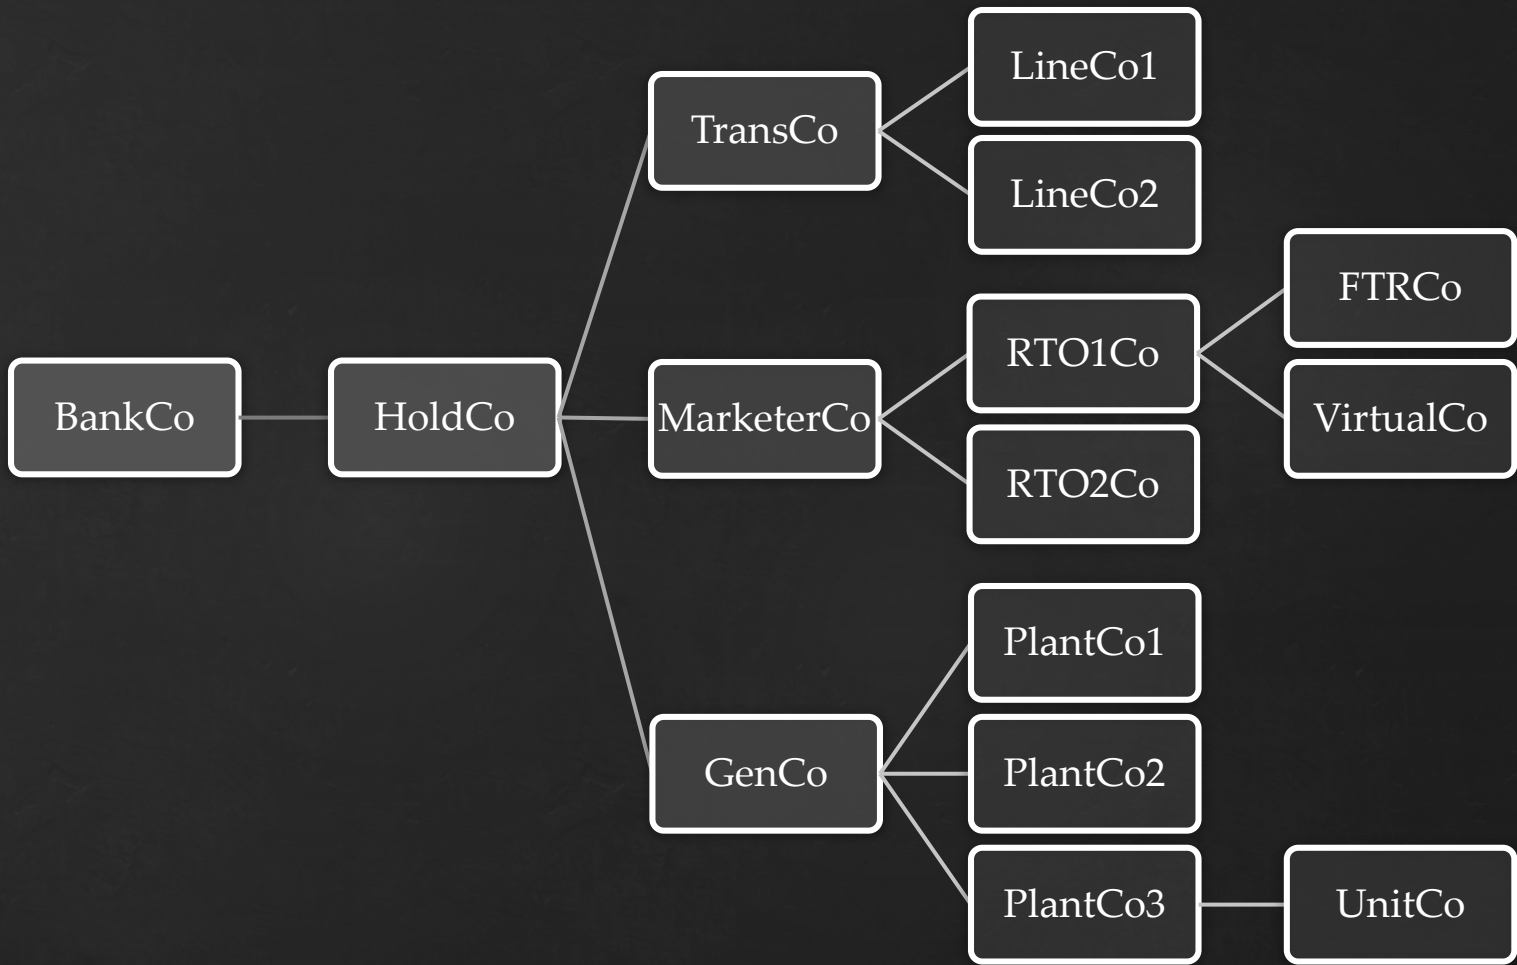 BankCo
HoldCo
TransCo
LineCo1
LineCo2
MarketerCo
RTO1Co
FTRCo
VirtualCo
RTO2Co
GenCo
PlantCo1
PlantCo2
PlantCo3
UnitCo